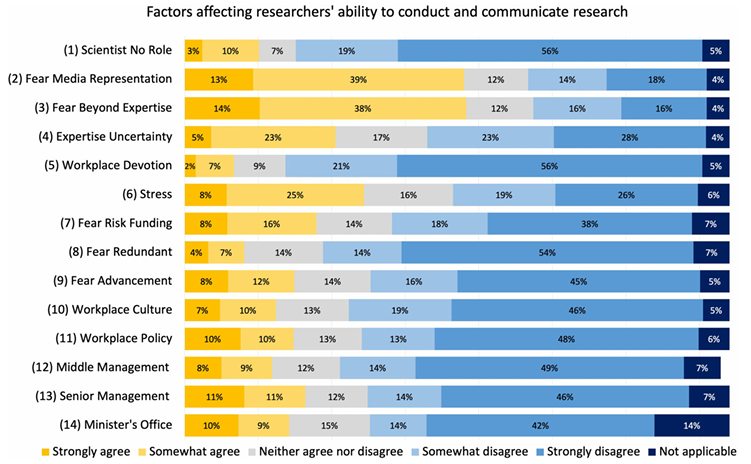 Factors affecting researchers' ability to conduct and communicate research
(1) Scientist No Role 3% 10% 7% 19% 56% 5%
(2) Fear Media Representation 13% 39% 12% 14% 18% 4%
(3) Fear Beyond Expertise 14% 38% 12% 16% 16% 4%
(4) Expertise Uncertainty 5% 23% 17% 23% 28% 4%
(5) Workplace Devotion 2% 7% 9% 21% 56% 5%
(6) Stress 8% 25% 16% 19% 26% 6%
(7) Fear Risk Funding 8% 16% 14% 18% 38% 7%
(8) Fear Redundant 4% 7% 14% 14% 54% 7%
(9) Fear Advancement 8% 12% 14% 16% 45% 5%
(10) Workplace Culture 7% 10% 13% 19% 46% 5%
(11) Workplace Policy 10% 10% 13% 13% 48% 6%
(12) Middle Management 8% 9% 12% 14% 49% 7%
(13) Senior Management 11% 11% 12% 14% 46% 7%
(14) Minister's Office 10% 9% 15% 14% 42% 14%
Strongly agree Somewhat agree Neither agree nor disagree Somewhat disagree Strongly disagree Not applicable